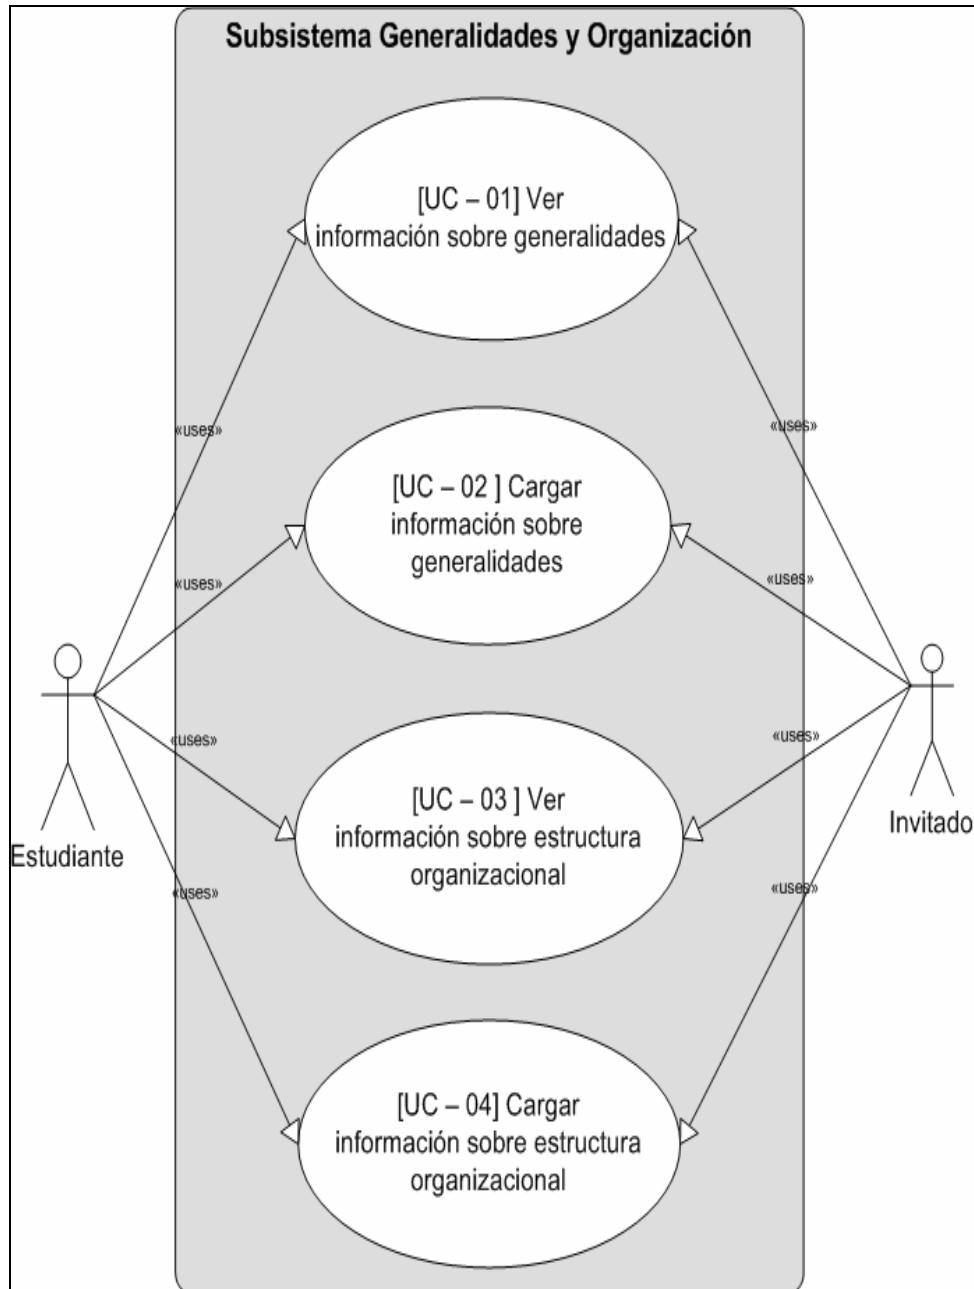 Subsistema Generalidades y Organización
[UC – 01] Ver
información sobre generalidades
«uses»
«uses»
[UC – 02 ] Cargar
información sobre
generalidades
«uses»
«uses»
[UC – 03 ] Ver
información sobre estructura
organizacional
«uses»
«uses»
Estudiante
Invitado
«uses»
«uses»
[UC – 04] Cargar
información sobre estructura
organizacional